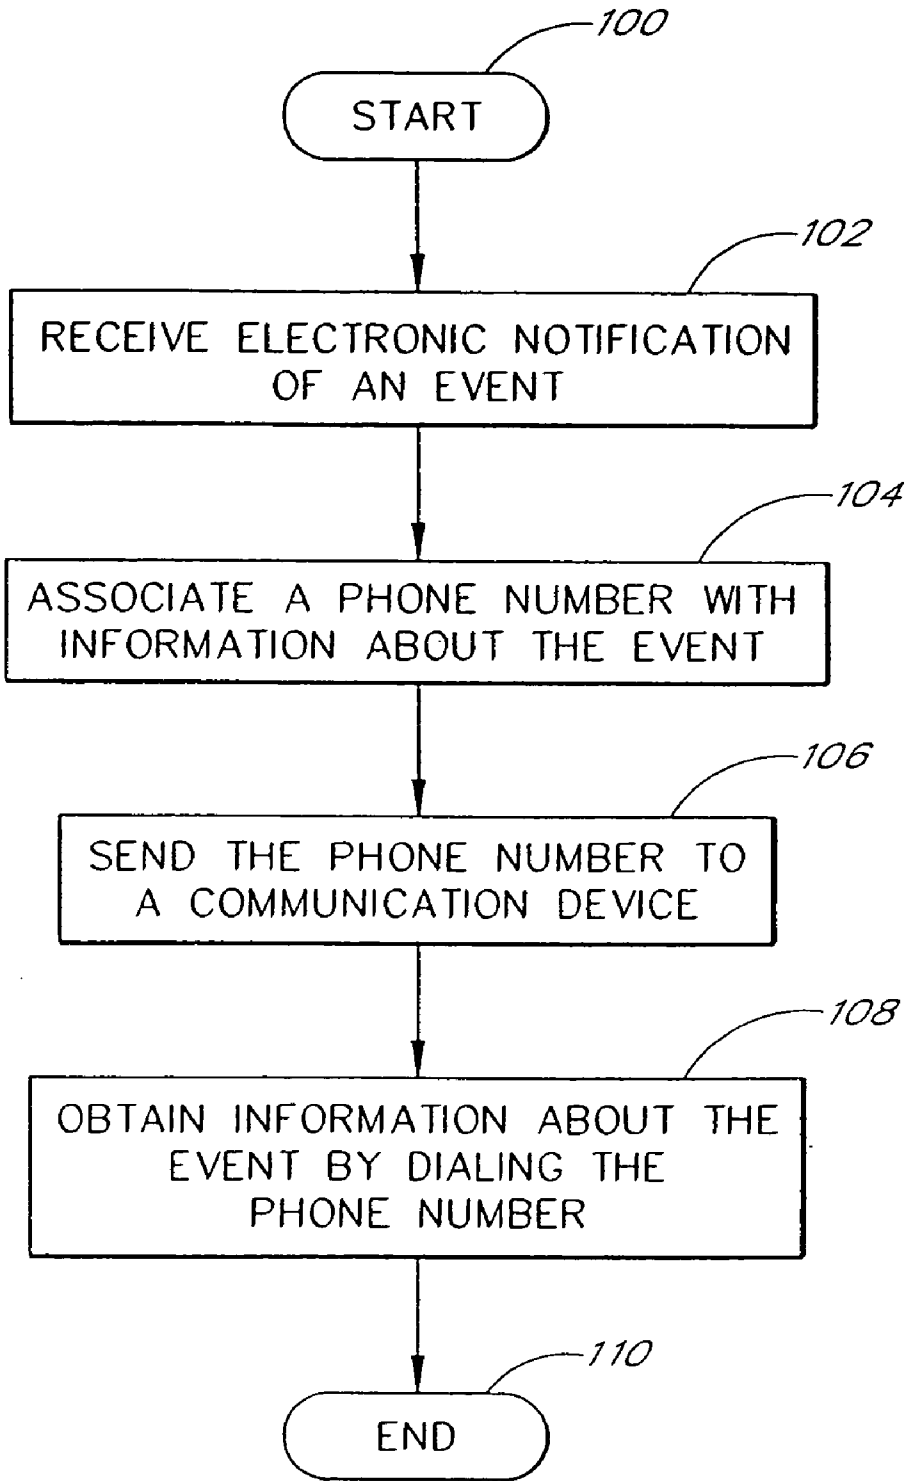 100
START
102
RECEIVE ELECTRONIC NOTIFICATION
OF AN EVENT
104
ASSOCIATE A PHONE NUMBER WITH
INFORMATION ABOUT THE EVENT
106
SEND THE PHONE NUMBER TO
A COMMUNICATION DEVICE
108
OBTAIN INFORMATION ABOUT THE
EVENT BY DIALING THE
PHONE NUMBER
110
END